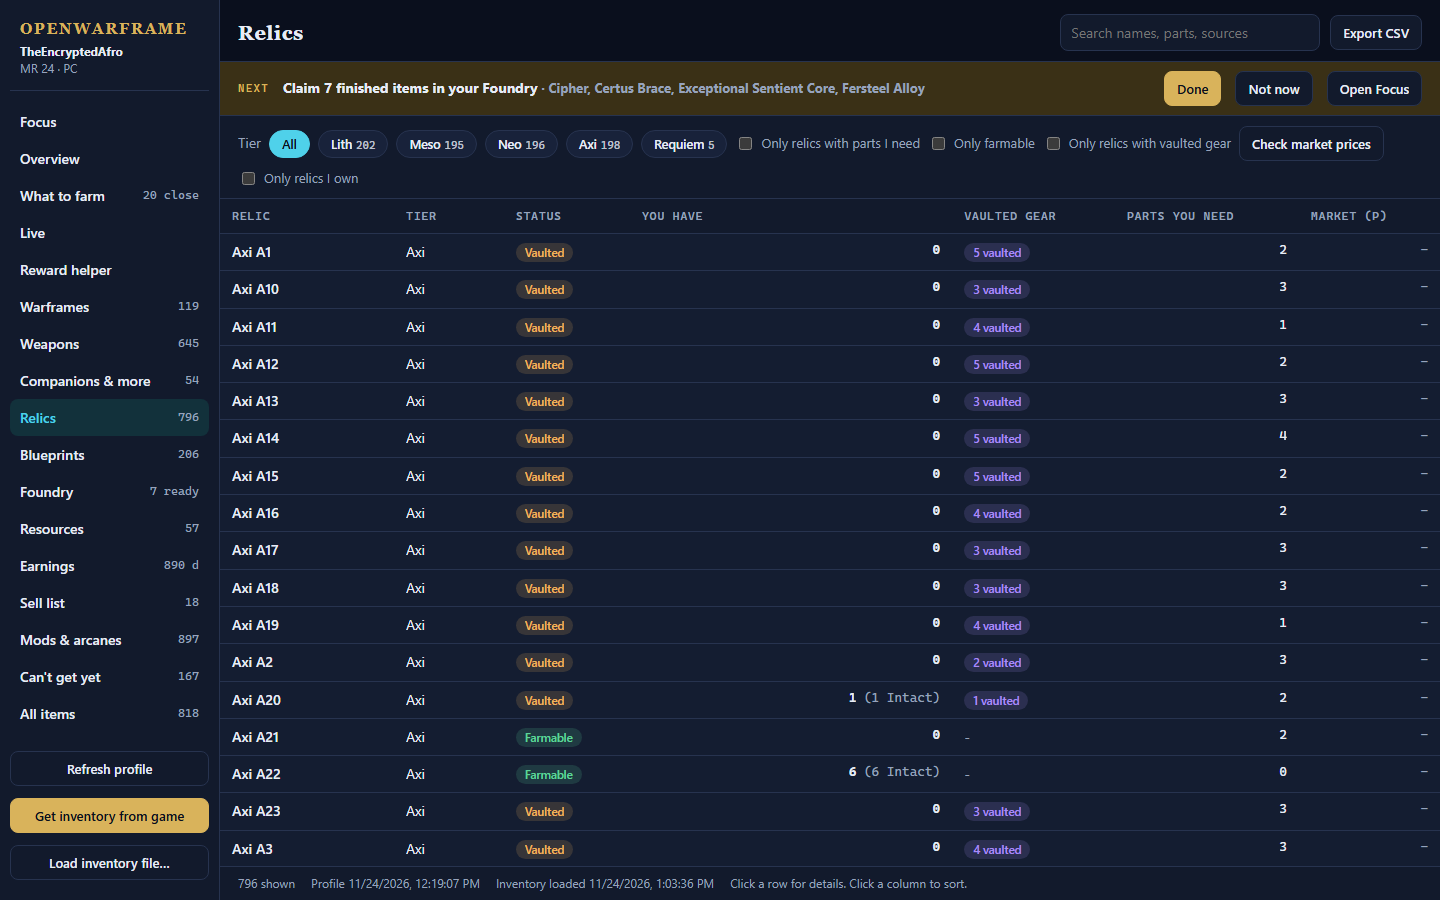 OPENWARFRAME
TheEncryptedAfro
MR 24 · PC
Focus
Overview
What to farm 20 close
Live
Reward helper
Warframes 119
Weapons 645
Companions & more 54
Relics 796
Blueprints 206
Foundry 7 ready
Resources 57
Earnings 890 d
Sell list 18
Mods & arcanes 897
Can't get yet 167
All items 818
Refresh profile
Get inventory from game
Load inventory file...
Relics
Search names, parts, sources
Export CSV
NEXT Claim 7 finished items in your Foundry · Cipher, Certus Brace, Exceptional Sentient Core, Fersteel Alloy Done Not now Open Focus
Tier All Lith 202 Meso 195 Neo 196 Axi 198 Requiem 5 Only relics with parts I need Only farmable Only relics with vaulted gear Check market prices
Only relics I own
RELIC TIER STATUS YOU HAVE VAULTED GEAR PARTS YOU NEED MARKET (P)
Axi A1 Axi Vaulted 0 5 vaulted 2 –
Axi A10 Axi Vaulted 0 3 vaulted 3 –
Axi A11 Axi Vaulted 0 4 vaulted 1 –
Axi A12 Axi Vaulted 0 5 vaulted 2 –
Axi A13 Axi Vaulted 0 3 vaulted 3 –
Axi A14 Axi Vaulted 0 5 vaulted 4 –
Axi A15 Axi Vaulted 0 5 vaulted 2 –
Axi A16 Axi Vaulted 0 4 vaulted 2 –
Axi A17 Axi Vaulted 0 3 vaulted 3 –
Axi A18 Axi Vaulted 0 3 vaulted 3 –
Axi A19 Axi Vaulted 0 4 vaulted 1 –
Axi A2 Axi Vaulted 0 2 vaulted 3 –
Axi A20 Axi Vaulted 1 (1 Intact) 1 vaulted 2 –
Axi A21 Axi Farmable 0 - 2 –
Axi A22 Axi Farmable 6 (6 Intact) - 0 –
Axi A23 Axi Vaulted 0 3 vaulted 3 –
Axi A3 Axi Vaulted 0 4 vaulted 3 –
796 shown Profile 11/24/2026, 12:19:07 PM Inventory loaded 11/24/2026, 1:03:36 PM Click a row for details. Click a column to sort.